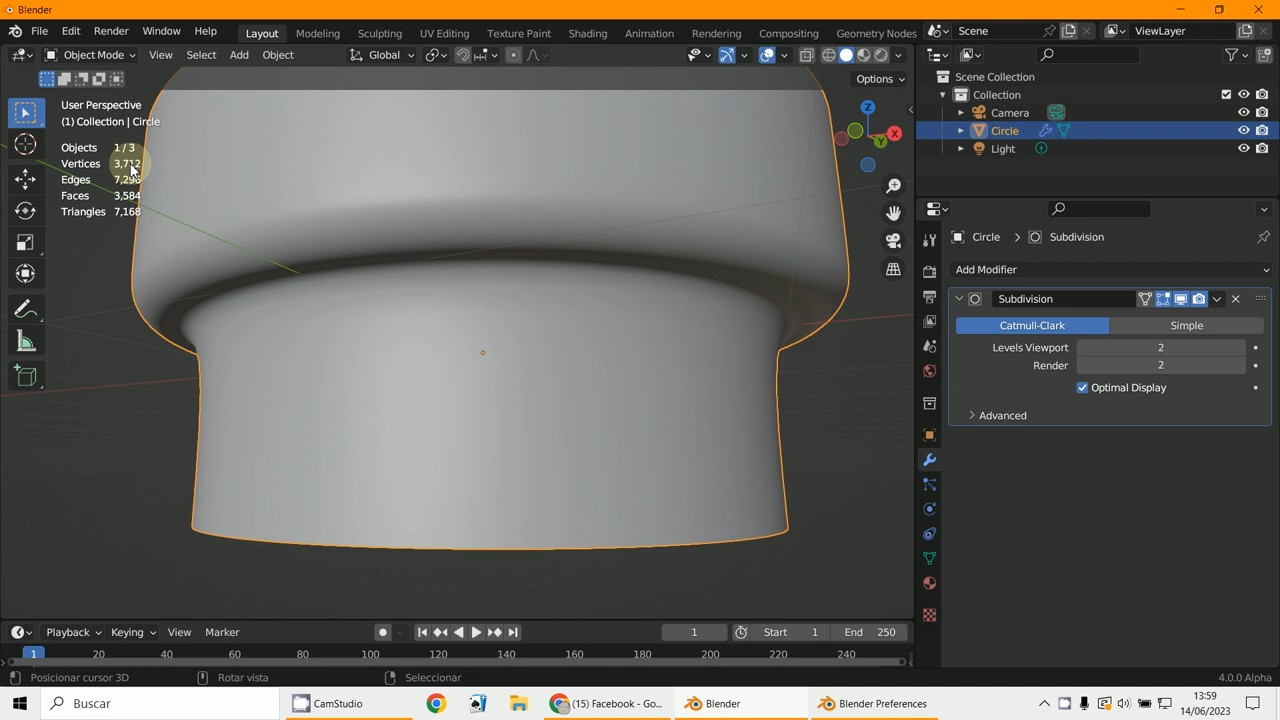 Blender
File Edit Render Window Help Layout Modeling Sculpting UV Editing Texture Paint Shading Animation Rendering Compositing Geometry Nodes Scene ViewLayer
Object Mode View Select Add Object Global
Options
User Perspective
(1) Collection | Circle
Objects 1 / 3
Vertices 3,712
Edges 7,296
Faces 3,584
Triangles 7,168
Z
X
Y
Scene Collection
Collection
Camera
Circle
Light
Circle > Subdivision
Add Modifier
Subdivision
Catmull-Clark Simple
Levels Viewport 2
Render 2
Optimal Display
Advanced
Playback Keying View Marker 1 Start 1 End 250
1 20 40 60 80 100 120 140 160 180 200 220 240
Posicionar cursor 3D Rotar vista Seleccionar 4.0.0 Alpha
Buscar CamStudio (15) Facebook - Go... Blender Blender Preferences 13:59
14/06/2023